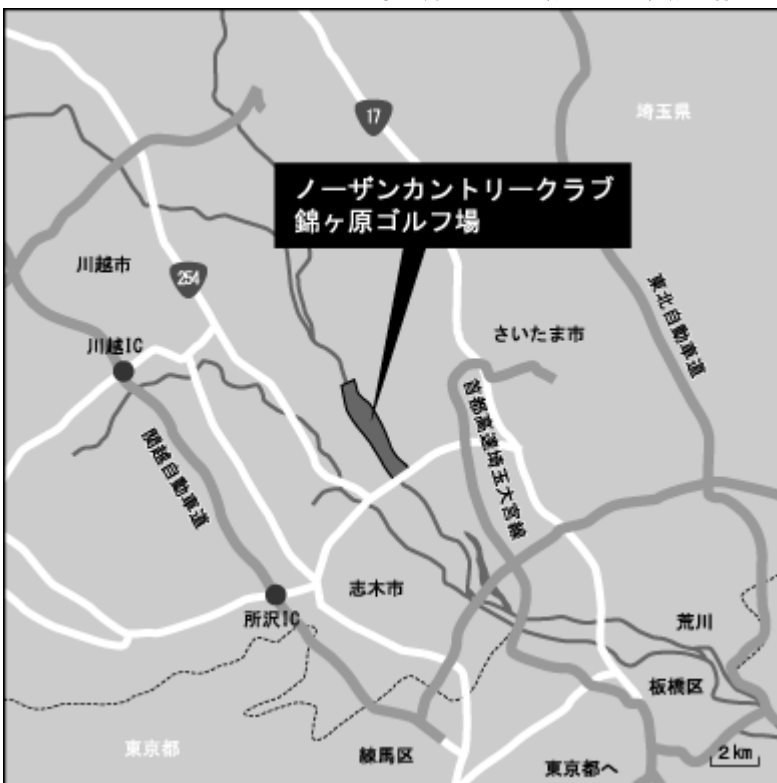 17
埼玉県
ノーザンカントリークラブ
錦ヶ原ゴルフ場
川越市
254
東北自動車道
さいたま市
川越IC
首都高速埼玉大宮線
関越自動車道
志木市
所沢IC
荒川
板橋区
東京都
練馬区
東京都へ
2km